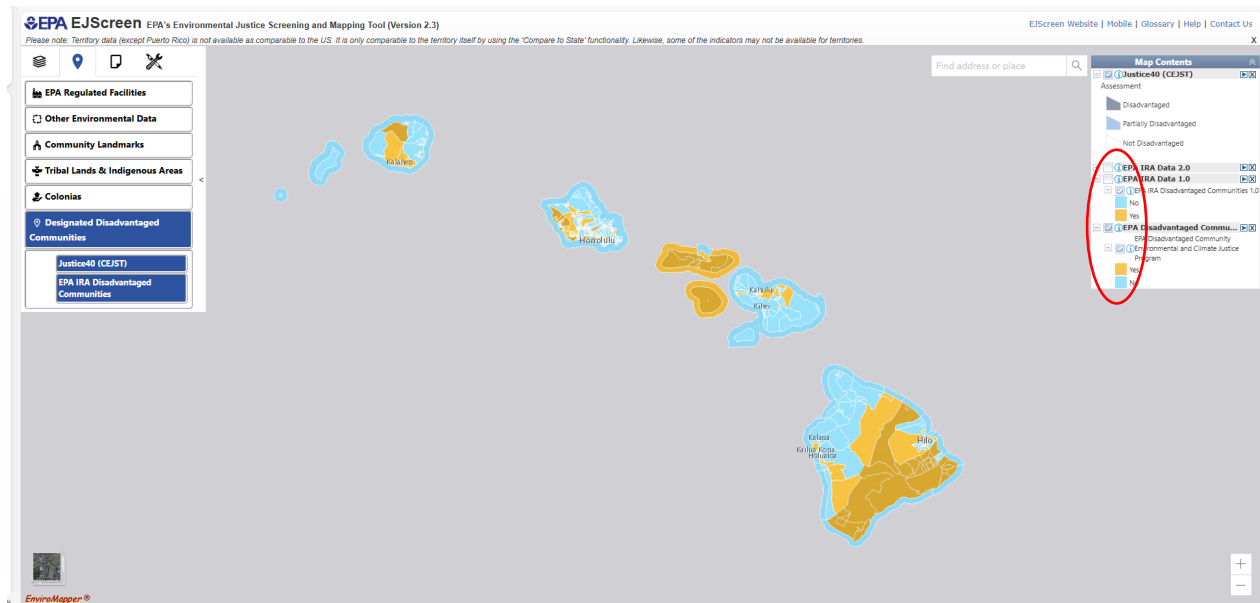 EPA EJScreen EPA's Environmental Justice Screening and Mapping Tool (Version 2.3)
EJScreen Website | Mobile | Glossary | Help | Contact Us
Please note: Territory data (except Puerto Rico) is not available as comparable to the US. It is only comparable to the territory itself by using the 'Compare to State' functionality. Likewise, some of the indicators may not be available for territories.
X
EPA Regulated Facilities
Other Environmental Data
Community Landmarks
Tribal Lands & Indigenous Areas
Colonias
Designated Disadvantaged
Communities
Justice40 (CEJST)
EPA IRA Disadvantaged
Communities
<
Find address or place
Map Contents
Justice40 (CEJST)
Assessment
Disadvantaged
Partially Disadvantaged
Not Disadvantaged
EPA IRA Data 2.0
EPA IRA Data 1.0
EPA IRA Disadvantaged Communities 1.0
No
Yes
EPA Disadvantaged Commu...
EPA Disadvantaged Community
Environmental and Climate Justice
Program
Yes
No
Kalaheo
Honolulu
Kahului
Kihei
Kalaoa
Kailua Kona
Holualoa
Hilo
+
−
EnviroMapper ®